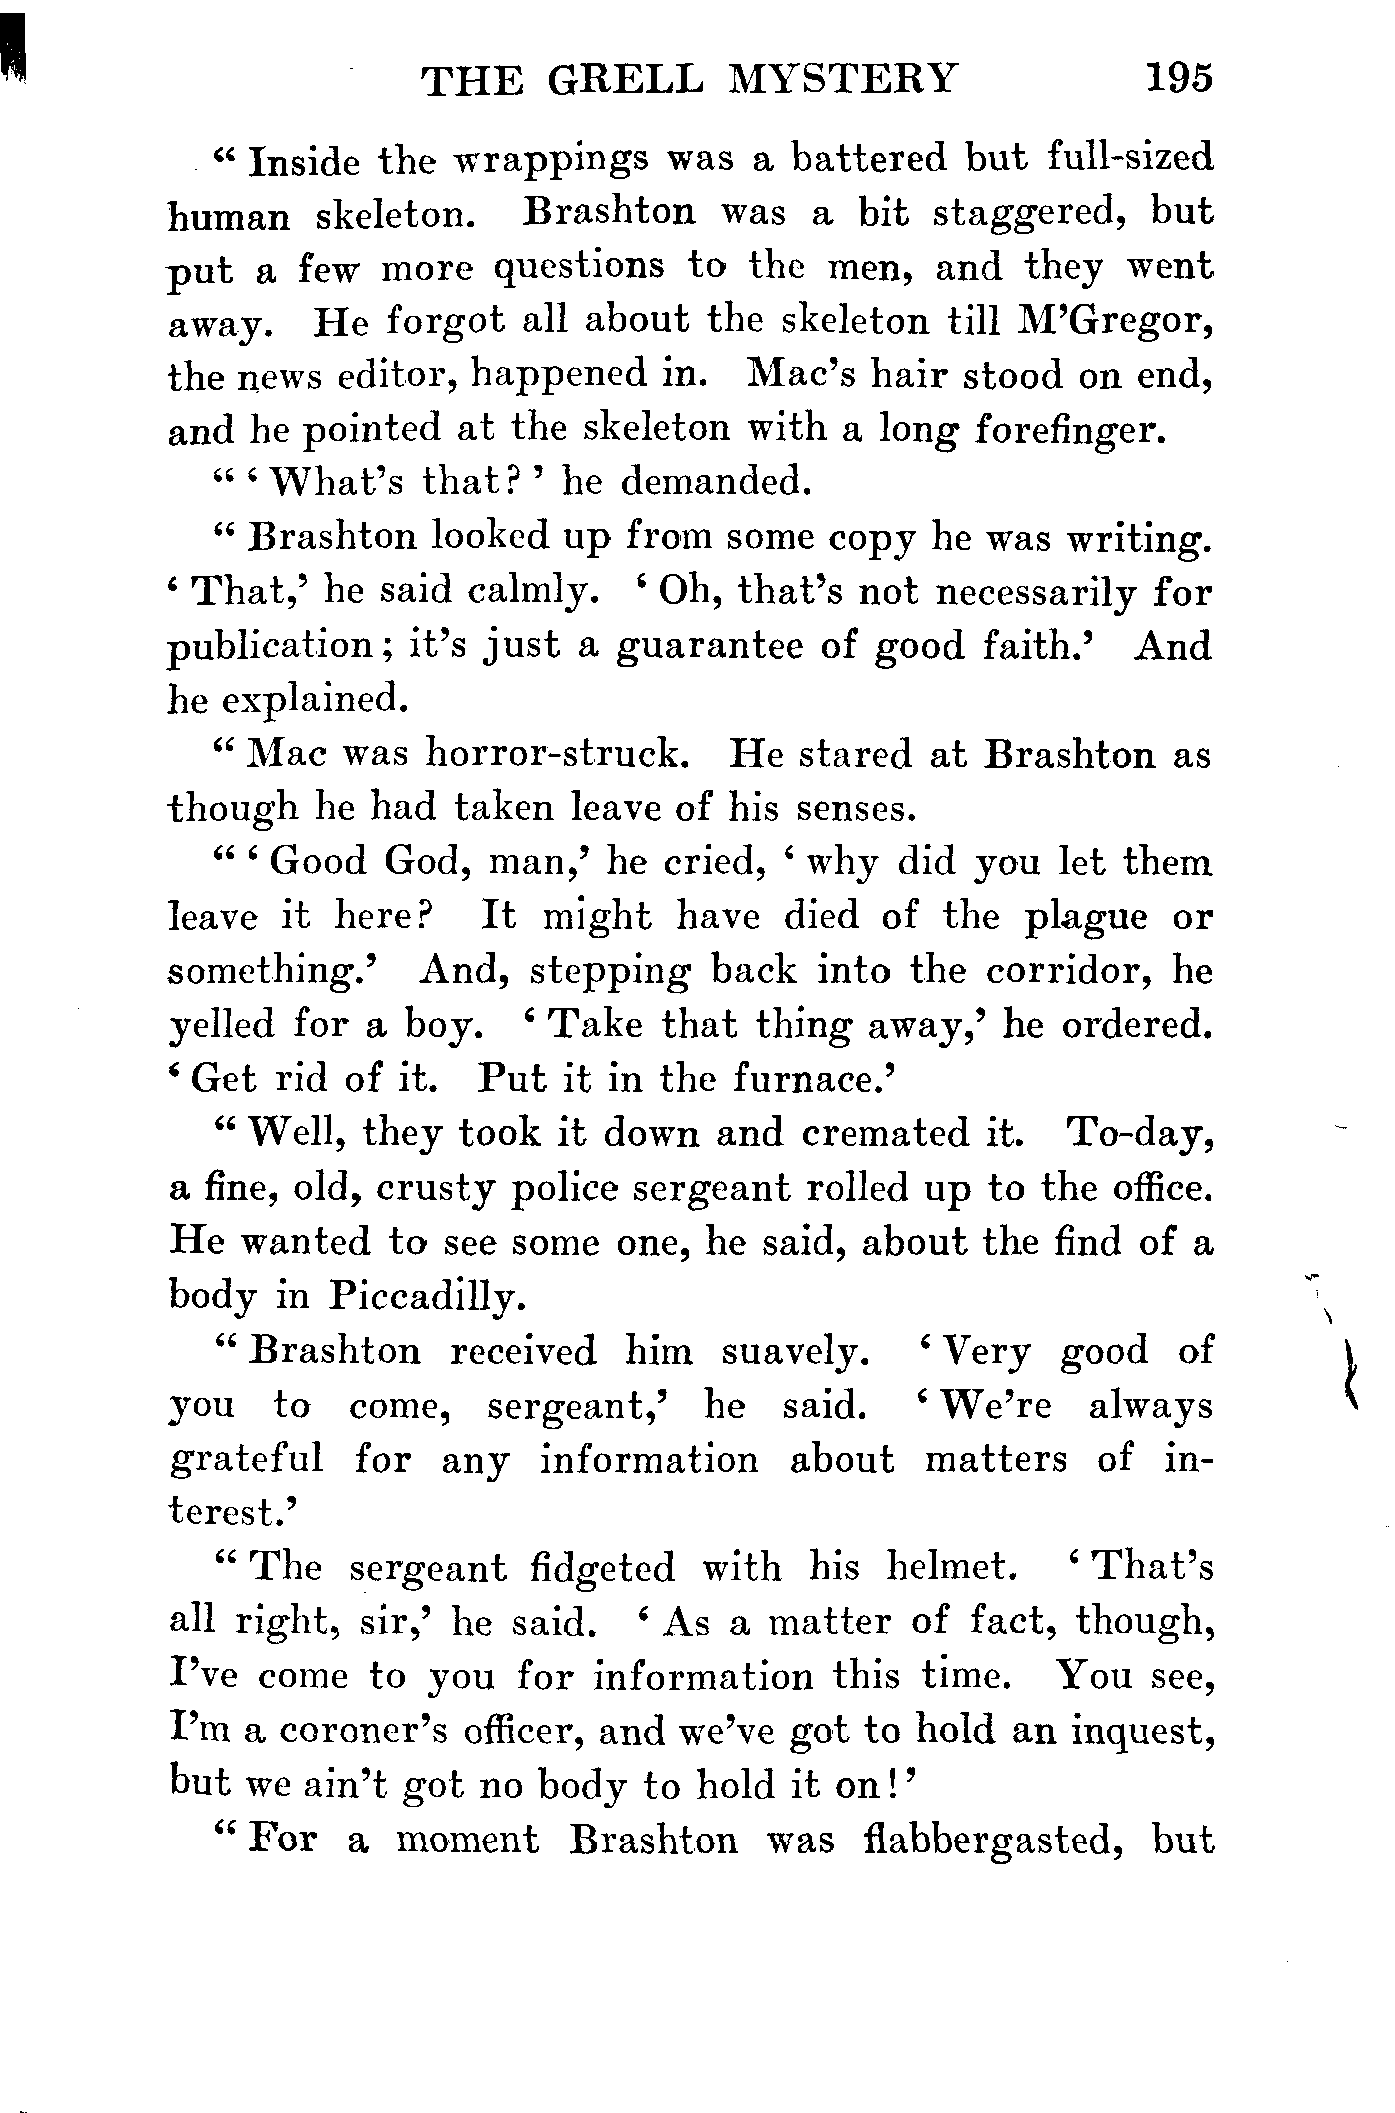 THE GRELL MYSTERY 195
“ Inside the wrappings was a battered but full-sized
human skeleton. Brashton was a bit staggered, but
put a few more questions to the men, and they went
away. He forgot all about the skeleton till M’Gregor,
the news editor, happened in. Mac’s hair stood on end,
and he pointed at the skeleton with a long forefinger.
“ ‘ What’s that? ’ he demanded.
“ Brashton looked up from some copy he was writing.
‘ That,’ he said calmly. ‘ Oh, that’s not necessarily for
publication ; it’s just a guarantee of good faith.’ And
he explained.
“ Mac was horror-struck. He stared at Brashton as
though he had taken leave of his senses.
“ ‘ Good God, man,’ he cried, ‘ why did you let them
leave it here? It might have died of the plague or
something.’ And, stepping back into the corridor, he
yelled for a boy. ‘ Take that thing away,’ he ordered.
‘ Get rid of it. Put it in the furnace.’
“ Well, they took it down and cremated it. To-day,
a fine, old, crusty police sergeant rolled up to the office.
He wanted to see some one, he said, about the find of a
body in Piccadilly.
“ Brashton received him suavely. ‘ Very good of
you to come, sergeant,’ he said. ‘ We’re always
grateful for any information about matters of in-
terest.’
“ The sergeant fidgeted with his helmet. ‘ That’s
all right, sir,’ he said. ‘ As a matter of fact, though,
I’ve come to you for information this time. You see,
I’m a coroner’s officer, and we’ve got to hold an inquest,
but we ain’t got no body to hold it on ! ’
“ For a moment Brashton was flabbergasted, but